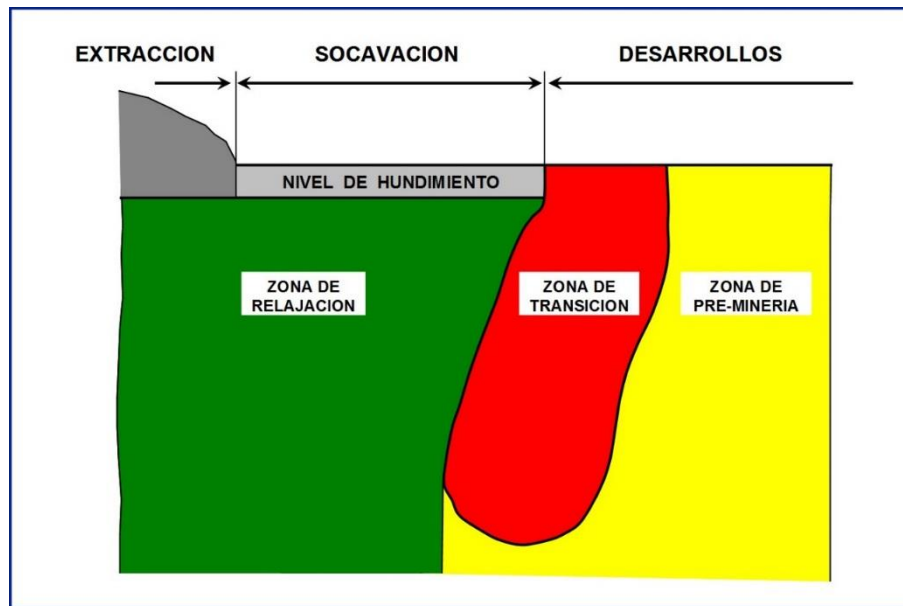 EXTRACCION
SOCAVACION
DESARROLLOS
NIVEL DE HUNDIMIENTO
ZONA DE
RELAJACION
ZONA DE
TRANSICION
ZONA DE
PRE-MINERIA